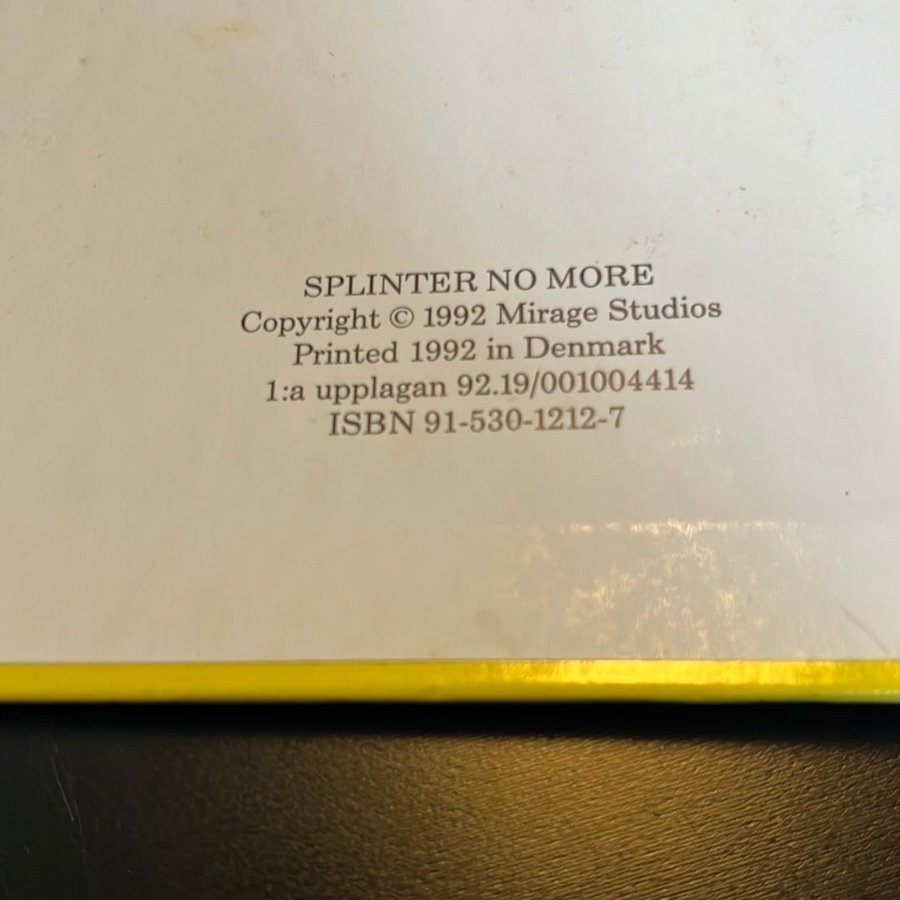 SPLINTER NO MORE
Copyright © 1992 Mirage Studios
Printed 1992 in Denmark
1:a upplagan 92.19/001004414
ISBN 91-530-1212-7